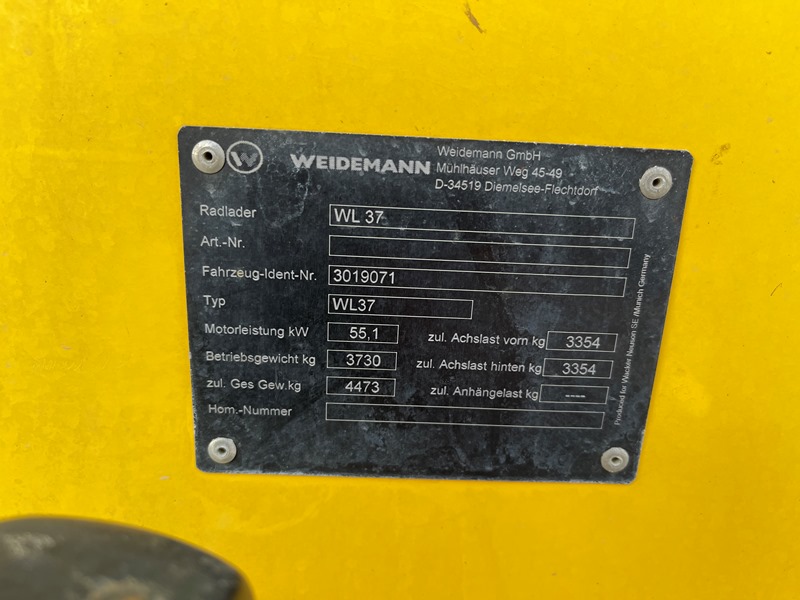 W WEIDEMANN
Weidemann GmbH
Mühlhäuser Weg 45-49
D-34519 Diemelsee-Flechtdorf
Radlader WL 37
Art.-Nr.
Fahrzeug-Ident-Nr. 3019071
Typ WL37
Motorleistung kW 55,1 zul. Achslast vorn kg 3354
Betriebsgewicht kg 3730 zul. Achslast hinten kg 3354
zul. Ges Gew.kg 4473 zul. Anhängelast kg ----
Hom.-Nummer
Produced for Wacker Neuson SE /Munich Germany